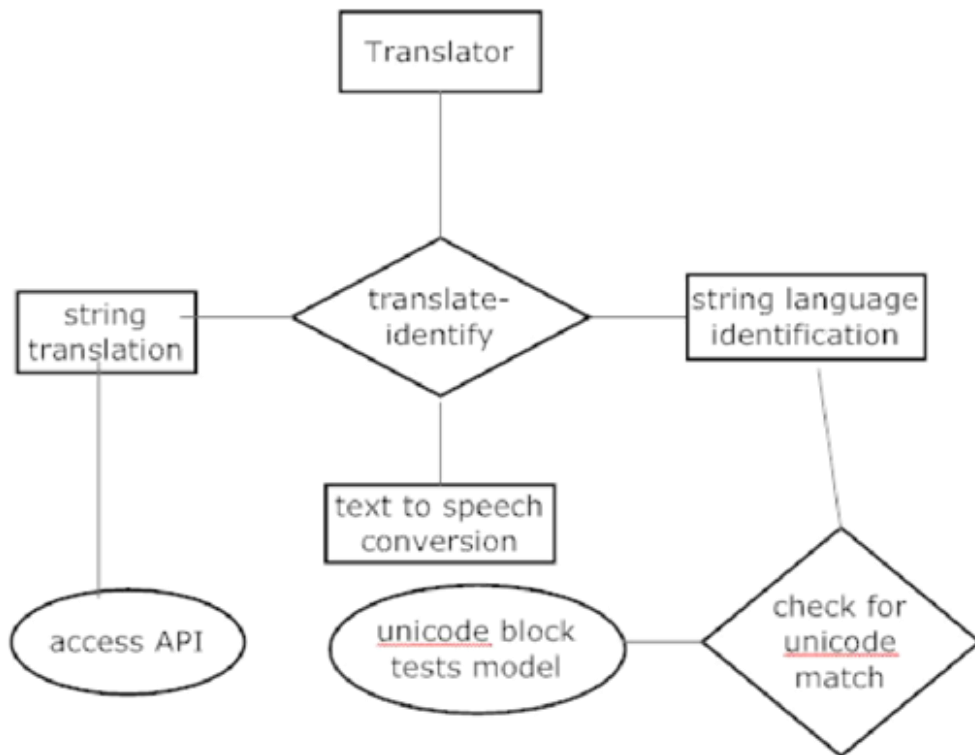 Translator
translate-
identify
string
translation
string language
identification
text to speech
conversion
access API
unicode block
tests model
check for
unicode
match